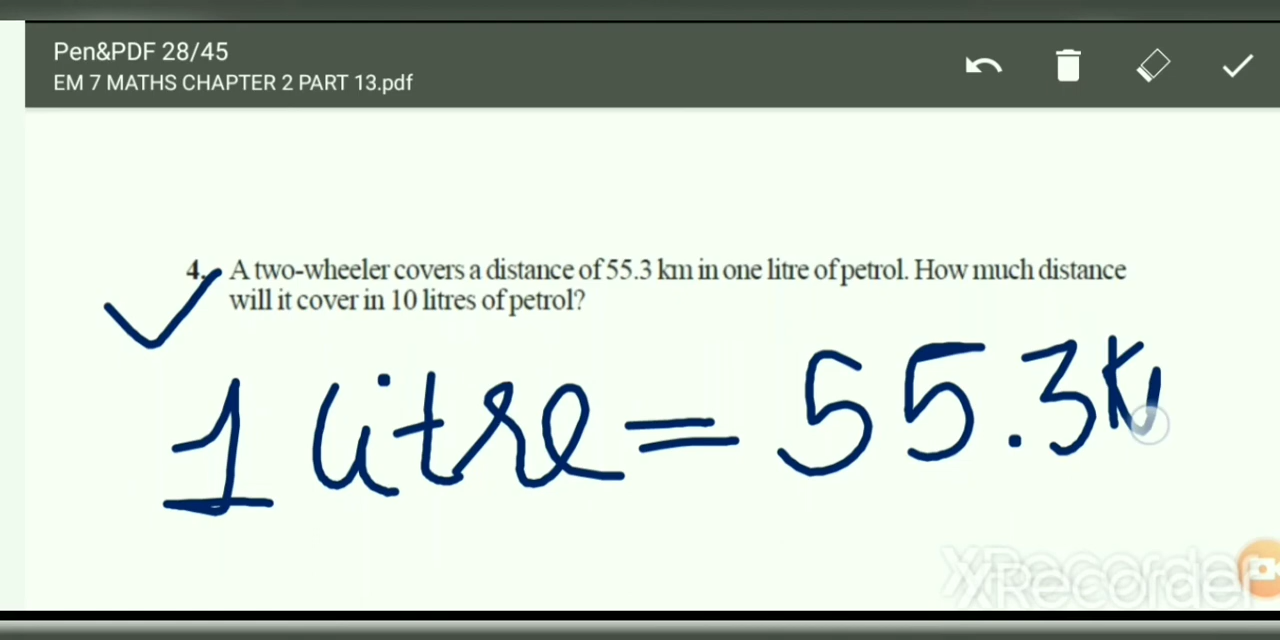 Pen&PDF 28/45
EM 7 MATHS CHAPTER 2 PART 13.pdf
4. A two-wheeler covers a distance of 55.3 km in one litre of petrol. How much distance
will it cover in 10 litres of petrol?
1 litre = 55.3 k
XRecorder